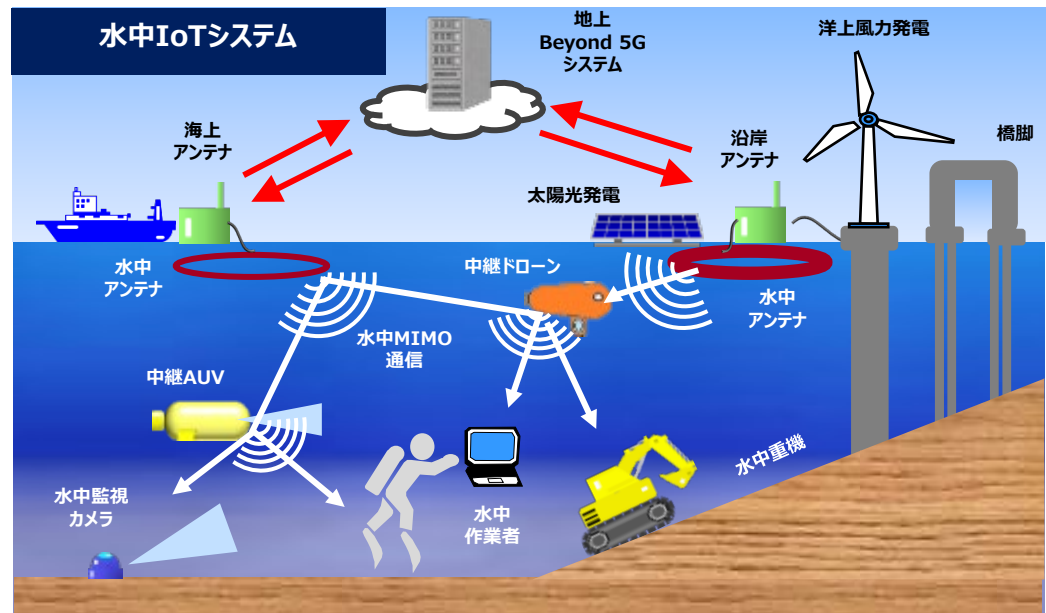 水中IoTシステム
地上
Beyond 5G
システム
洋上風力発電
海上
アンテナ
沿岸
アンテナ
橋脚
太陽光発電
水中
アンテナ
中継ドローン
水中
アンテナ
水中MIMO
通信
中継AUV
水中重機
水中監視
カメラ
水中
作業者